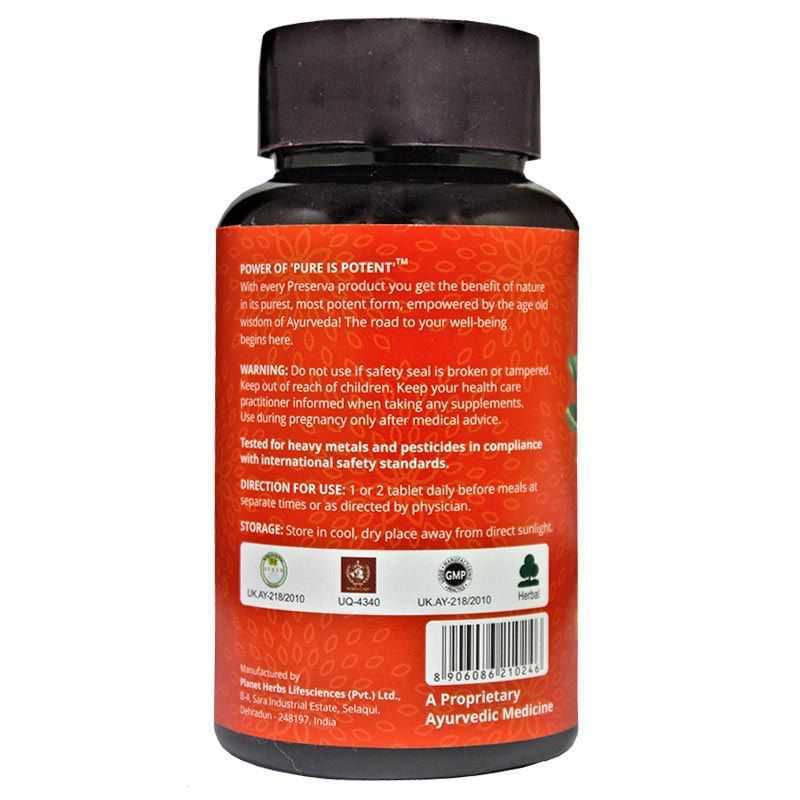 POWER OF 'PURE IS POTENT'™
With every Preserva product you get the benefit of nature
in its purest, most potent form, empowered by the age old
wisdom of Ayurveda! The road to your well-being
begins here.
WARNING: Do not use if safety seal is broken or tampered.
Keep out of reach of children. Keep your health care
practitioner informed when taking any supplements.
Use during pregnancy only after medical advice.
Tested for heavy metals and pesticides in compliance
with international safety standards.
DIRECTION FOR USE: 1 or 2 tablet daily before meals at
separate times or as directed by physician.
STORAGE: Store in cool, dry place away from direct sunlight.
GMP
UK.AY-218/2010
UQ-4340
UK.AY-218/2010
Herbal
8 906086 210246
Manufactured by
Planet Herbs Lifesciences (Pvt.) Ltd.,
B-4, Sara Industrial Estate, Selaqui.
Dehradun - 248197, India
A Proprietary
Ayurvedic Medicine